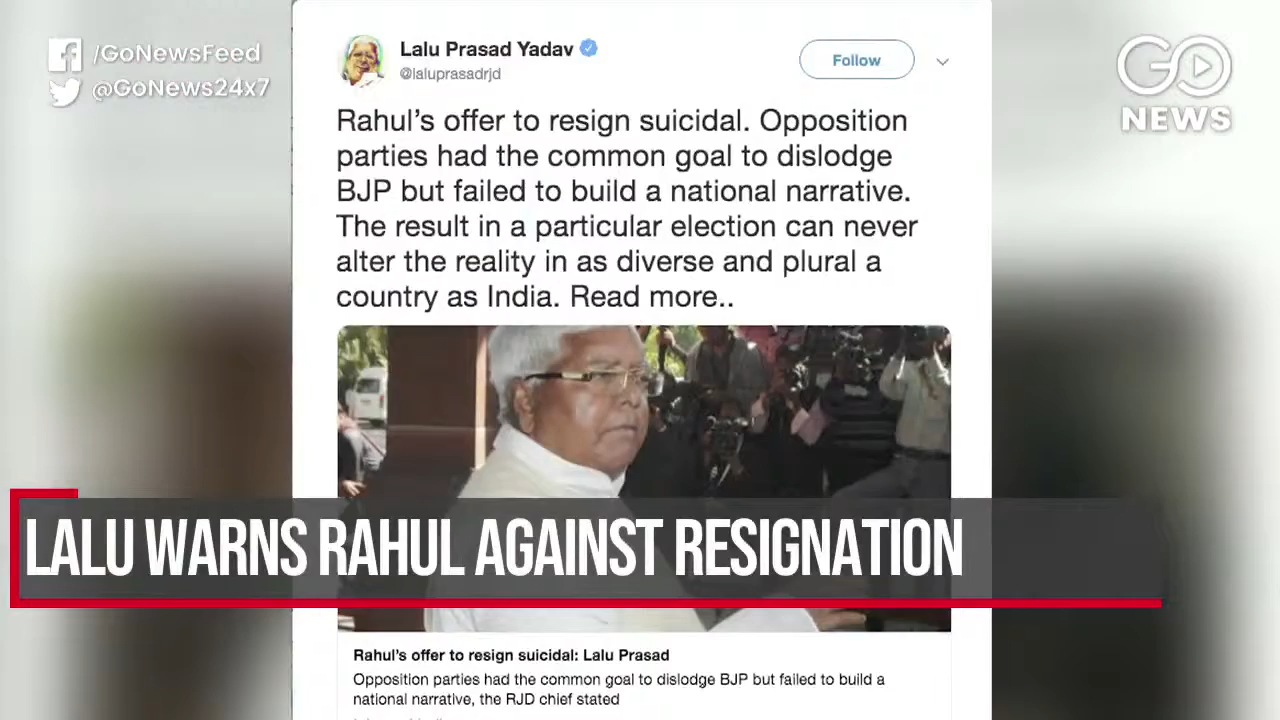 /GoNewsFeed
@GoNews24x7
GO
NEWS
Lalu Prasad Yadav
@laluprasadrjd
Follow
Rahul's offer to resign suicidal. Opposition
parties had the common goal to dislodge
BJP but failed to build a national narrative.
The result in a particular election can never
alter the reality in as diverse and plural a
country as India. Read more..
LALU WARNS RAHUL AGAINST RESIGNATION
Rahul's offer to resign suicidal: Lalu Prasad
Opposition parties had the common goal to dislodge BJP but failed to build a
national narrative, the RJD chief stated